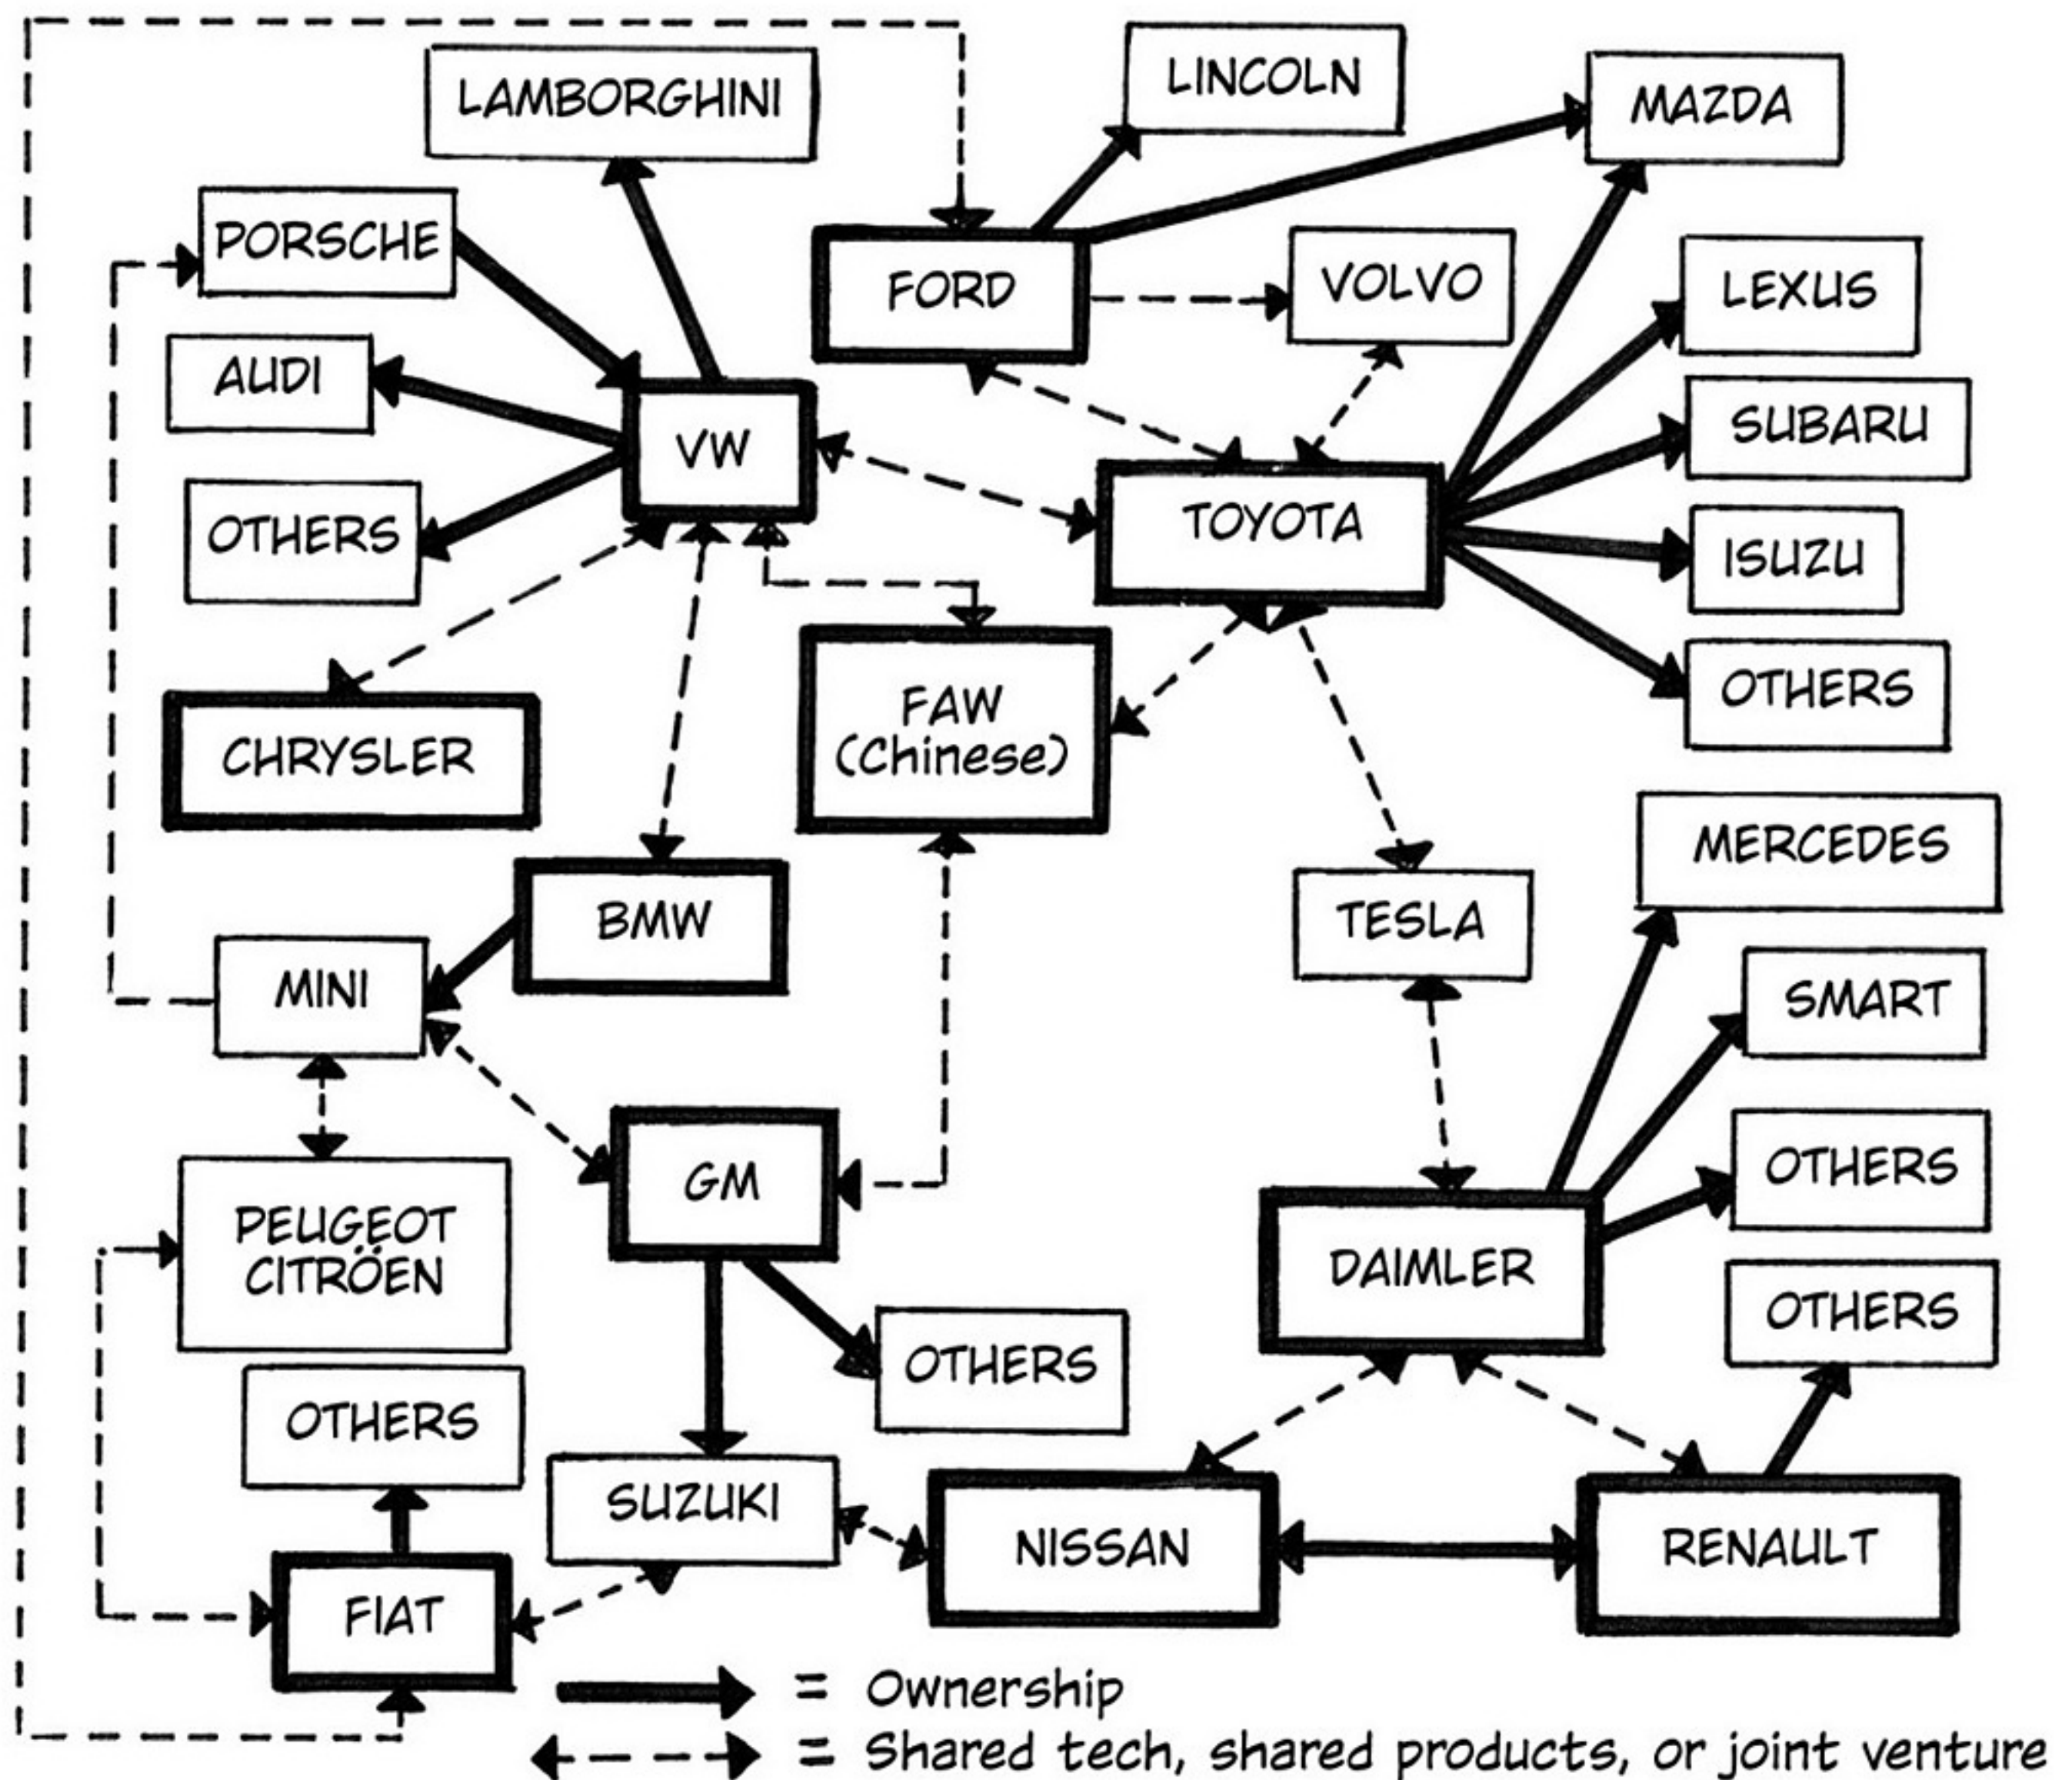 LINCOLN
MAZDA
LAMBORGHINI
PORSCHE
FORD
VOLVO
LEXUS
AUDI
VW
SUBARU
OTHERS
TOYOTA
ISUZU
CHRYSLER
FAW
(Chinese)
OTHERS
MERCEDES
BMW
TESLA
MINI
SMART
GM
OTHERS
PEUGEOT
CITRÖEN
DAIMLER
OTHERS
OTHERS
OTHERS
SUZUKI
NISSAN
RENAULT
FIAT
= Ownership
= Shared tech, shared products, or joint venture